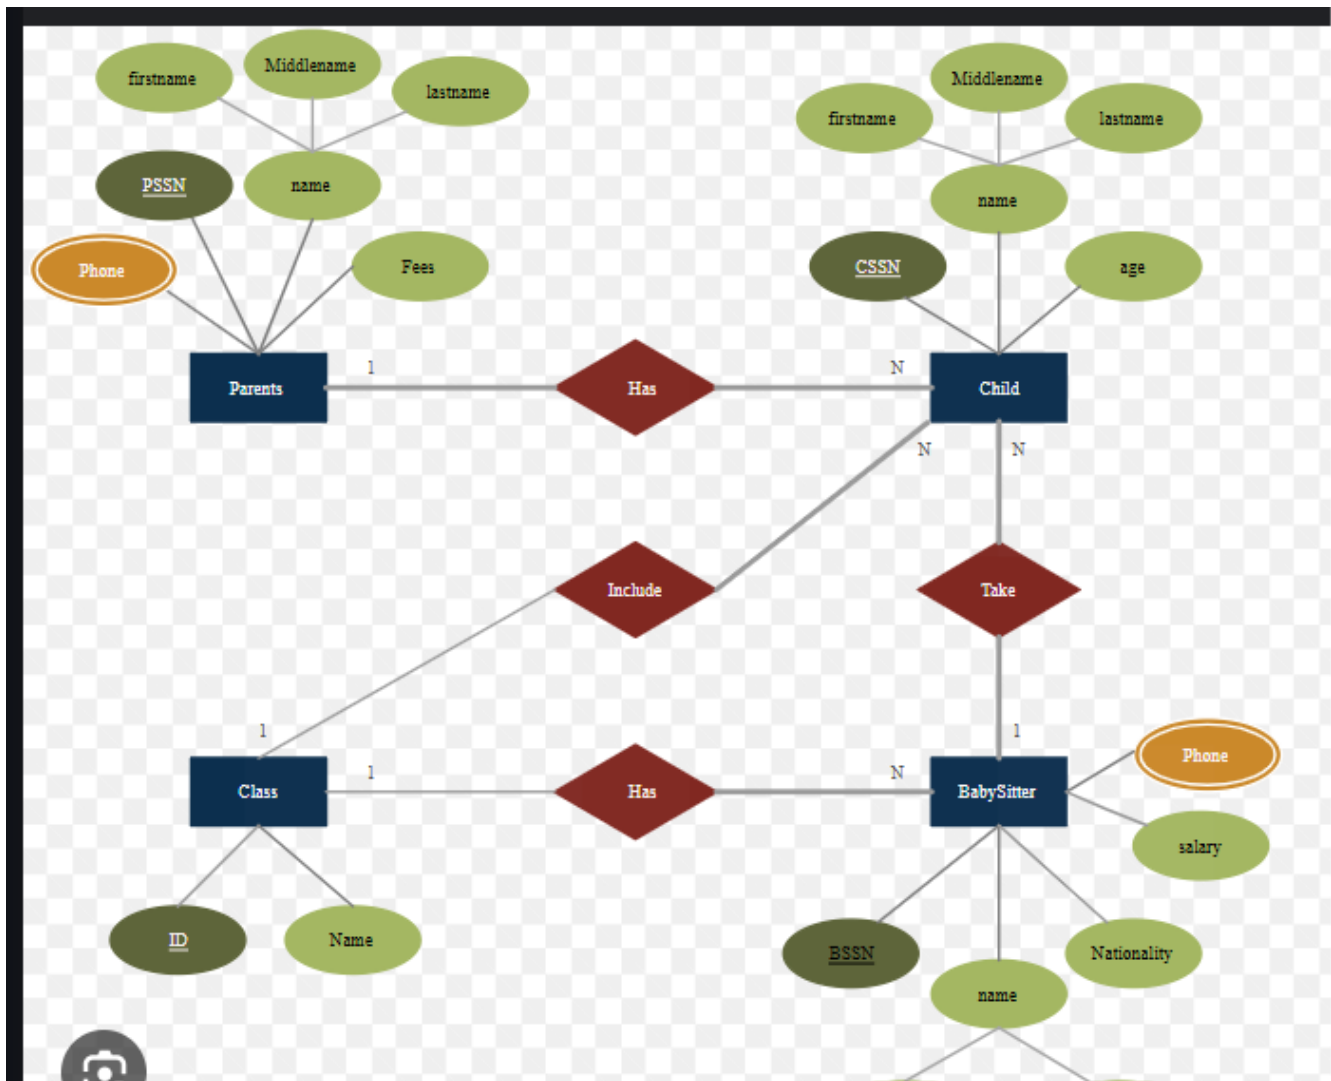 firstname
Middlename
lastname
PSSN
name
Phone
Fees
Middlename
firstname
lastname
name
CSSN
age
Parents
1
Has
N
Child
N
N
Include
Take
1
1
Class
1
Has
N
BabySitter
Phone
salary
ID
Name
BSSN
Nationality
name